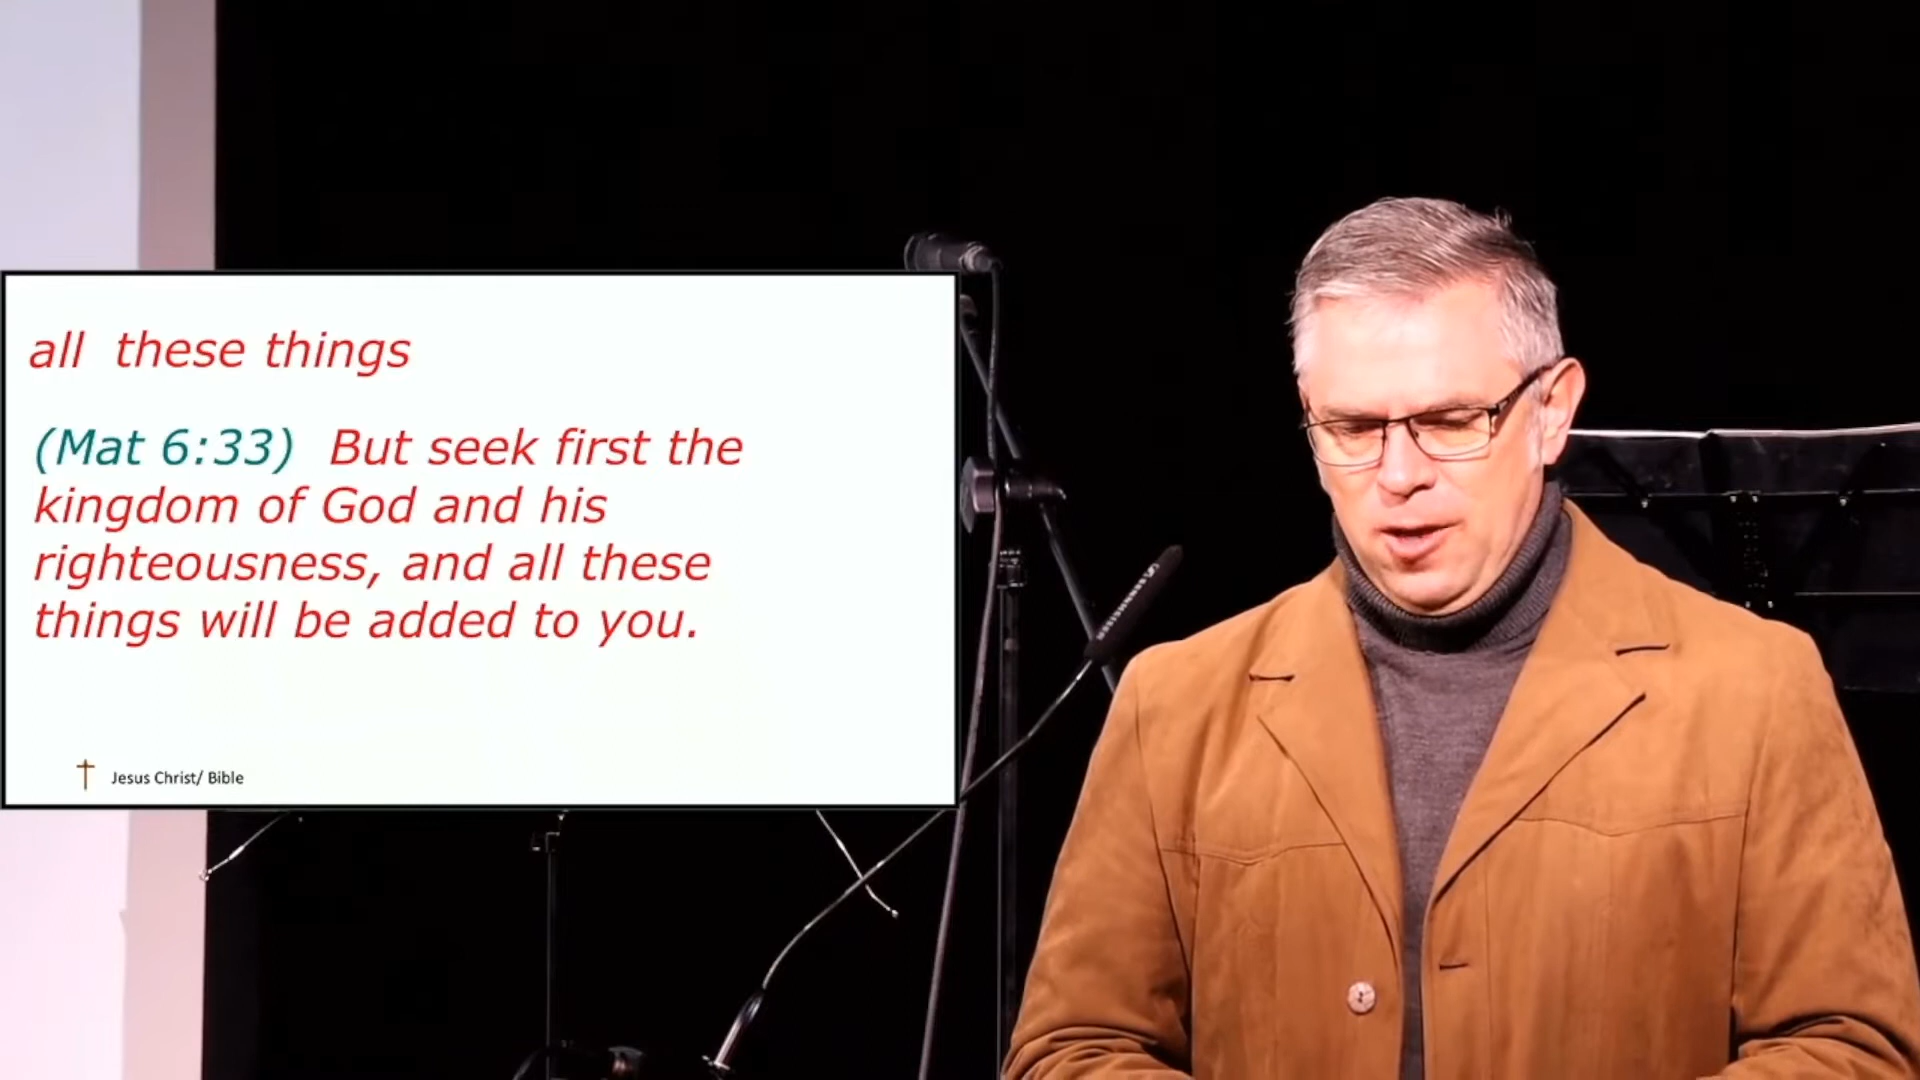 all these things
(Mat 6:33) But seek first the
kingdom of God and his
righteousness, and all these
things will be added to you.
Jesus Christ/ Bible
SENNHEISER